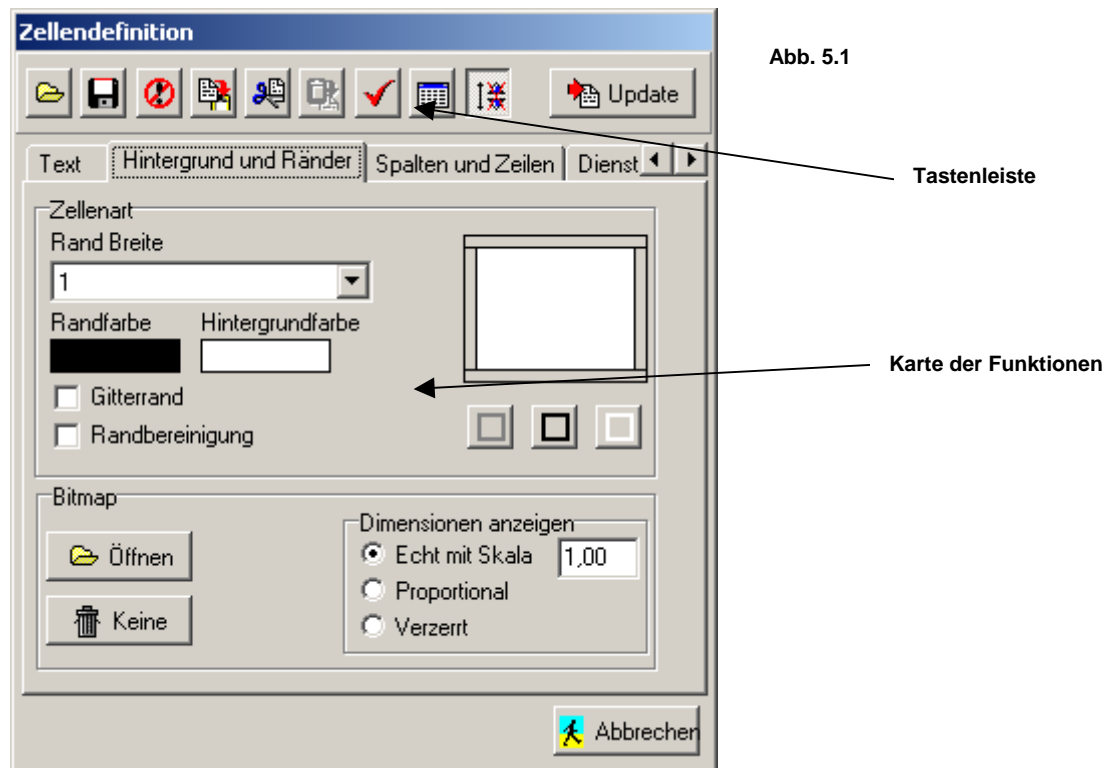 Zellendefinition
Abb. 5.1
Update
Text Hintergrund und Ränder Spalten und Zeilen Dienst
Tastenleiste
Zellenart
Rand Breite
1
Randfarbe Hintergrundfarbe
Karte der Funktionen
Gitterrand
Randbereinigung
Bitmap
Dimensionen anzeigen
Öffnen
Echt mit Skala 1,00
Proportional
Keine
Verzerrt
Abbrechen